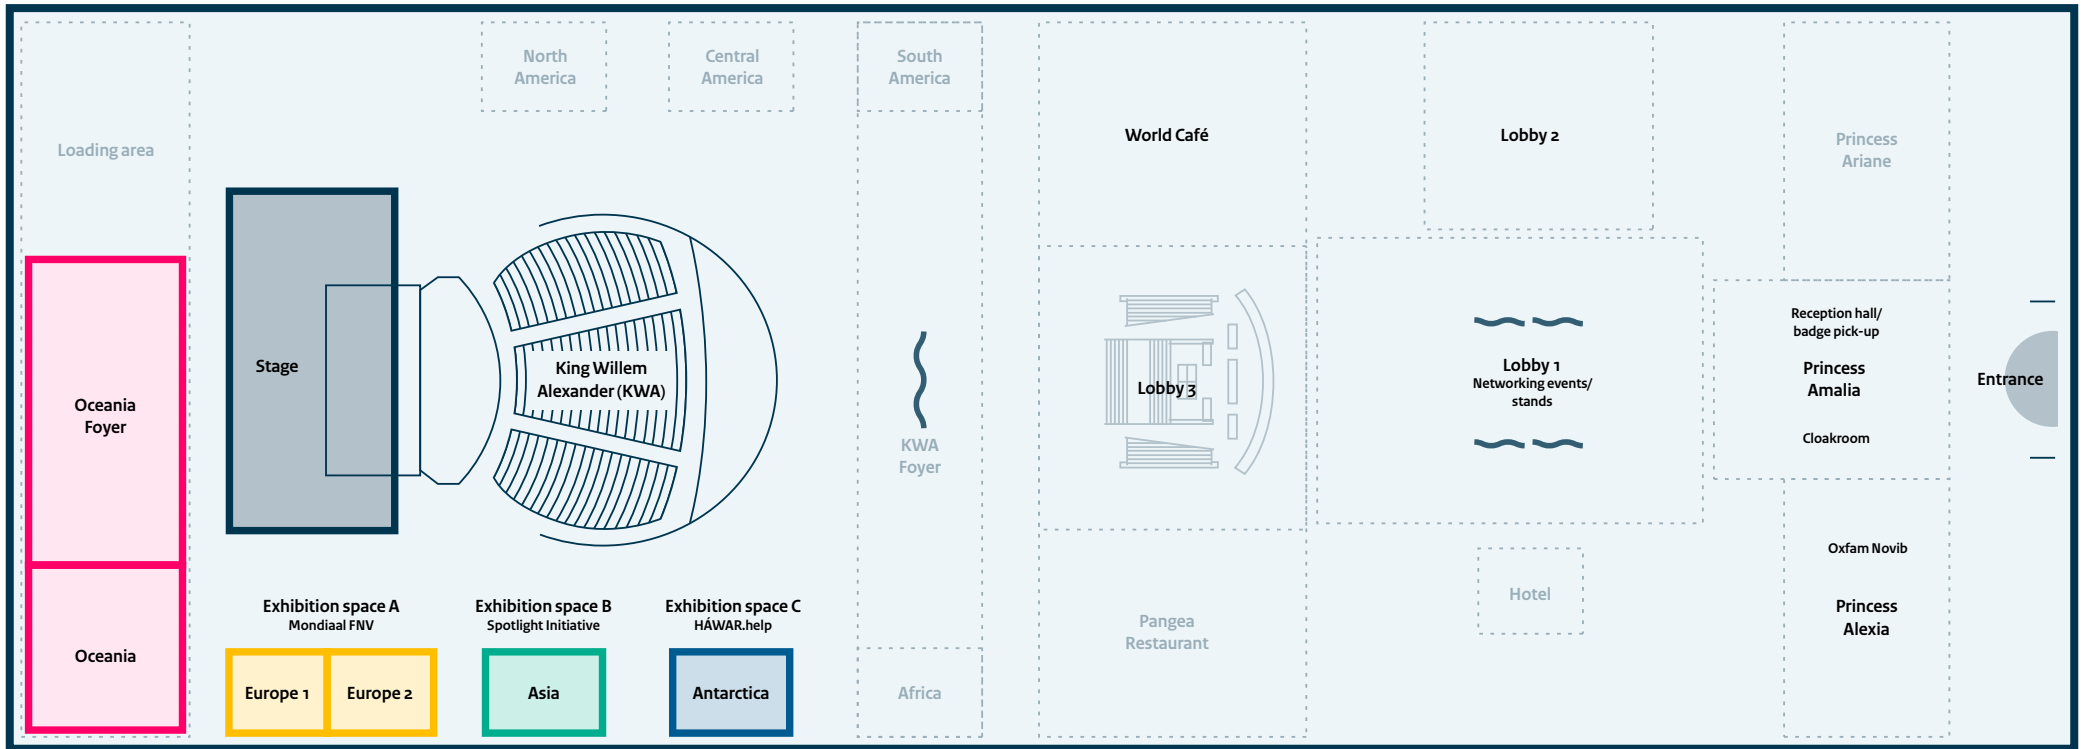 North
America
Central
America
South
America
Loading area
World Café
Lobby 2
Princess
Ariane
Stage
King Willem
Alexander (KWA)
Oceania
Foyer
KWA
Foyer
Lobby 3
Lobby 1
Networking events/
stands
Reception hall/
badge pick-up
Princess
Amalia
Cloakroom
Entrance
Oxfam Novib
Princess
Alexia
Hotel
Pangea
Restaurant
Exhibition space A
Mondiaal FNV
Exhibition space B
Spotlight Initiative
Exhibition space C
HÁWAR.help
Oceania
Europe 1
Europe 2
Asia
Antarctica
Africa